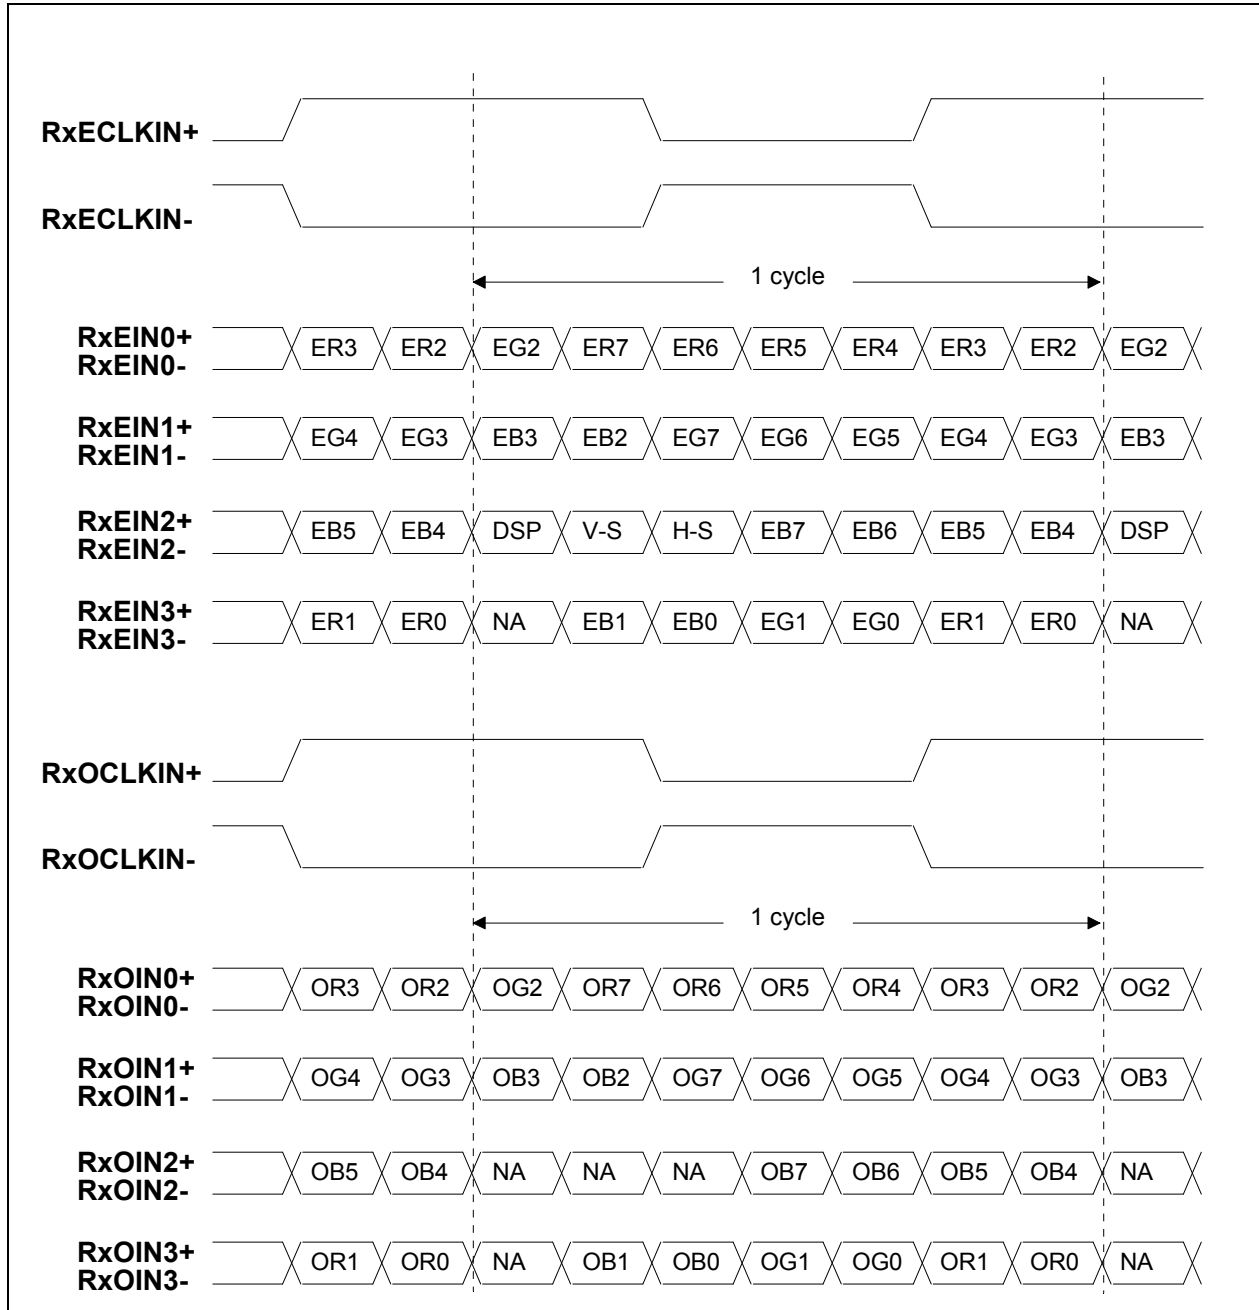 RxECLKIN+
RxECLKIN-
1 cycle
RxEIN0+
RxEIN0-
ER3 ER2 EG2 ER7 ER6 ER5 ER4 ER3 ER2 EG2
RxEIN1+
RxEIN1-
EG4 EG3 EB3 EB2 EG7 EG6 EG5 EG4 EG3 EB3
RxEIN2+
RxEIN2-
EB5 EB4 DSP V-S H-S EB7 EB6 EB5 EB4 DSP
RxEIN3+
RxEIN3-
ER1 ER0 NA EB1 EB0 EG1 EG0 ER1 ER0 NA
RxOCLKIN+
RxOCLKIN-
1 cycle
RxOIN0+
RxOIN0-
OR3 OR2 OG2 OR7 OR6 OR5 OR4 OR3 OR2 OG2
RxOIN1+
RxOIN1-
OG4 OG3 OB3 OB2 OG7 OG6 OG5 OG4 OG3 OB3
RxOIN2+
RxOIN2-
OB5 OB4 NA NA NA OB7 OB6 OB5 OB4 NA
RxOIN3+
RxOIN3-
OR1 OR0 NA OB1 OB0 OG1 OG0 OR1 OR0 NA